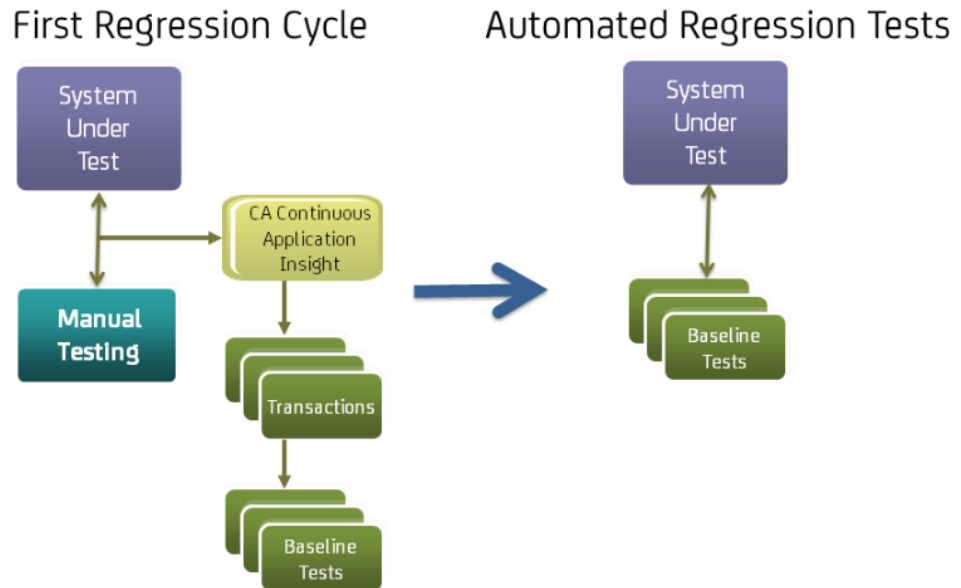 First Regression Cycle
Automated Regression Tests
System
Under
Test
CA Continuous
Application
Insight
Manual
Testing
Transactions
Baseline
Tests
System
Under
Test
Baseline
Tests